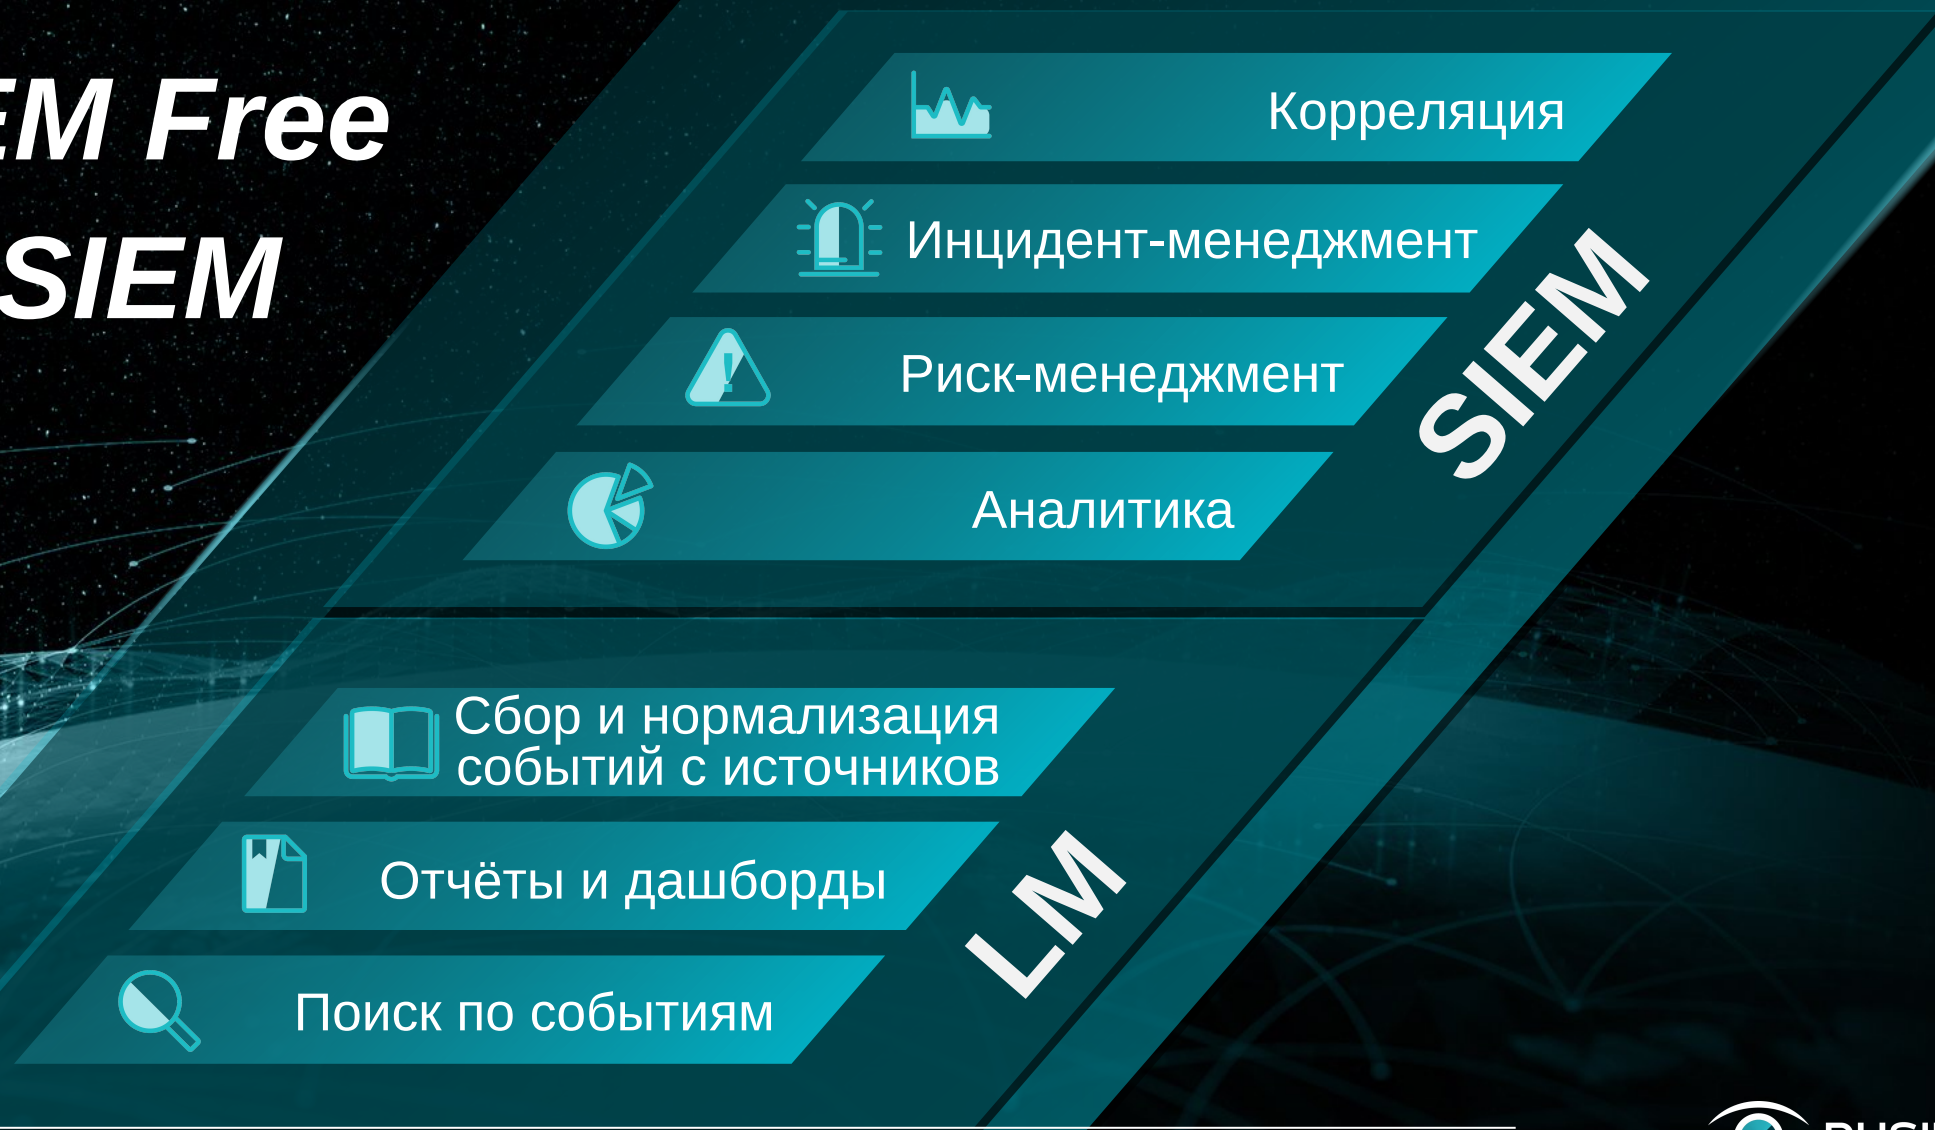 EM Free
SIEM
Корреляция
Инцидент-менеджмент
Риск-менеджмент
Аналитика
SIEM
Сбор и нормализация
событий с источников
Отчёты и дашборды
Поиск по событиям
LM